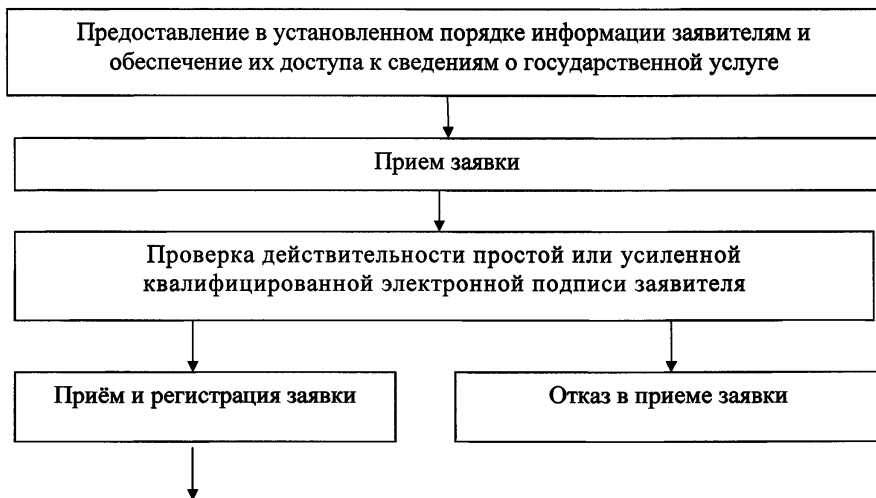 Предоставление в установленном порядке информации заявителям и
обеспечение их доступа к сведениям о государственной услуге
Прием заявки
Проверка действительности простой или усиленной
квалифицированной электронной подписи заявителя
Приём и регистрация заявки
Отказ в приеме заявки